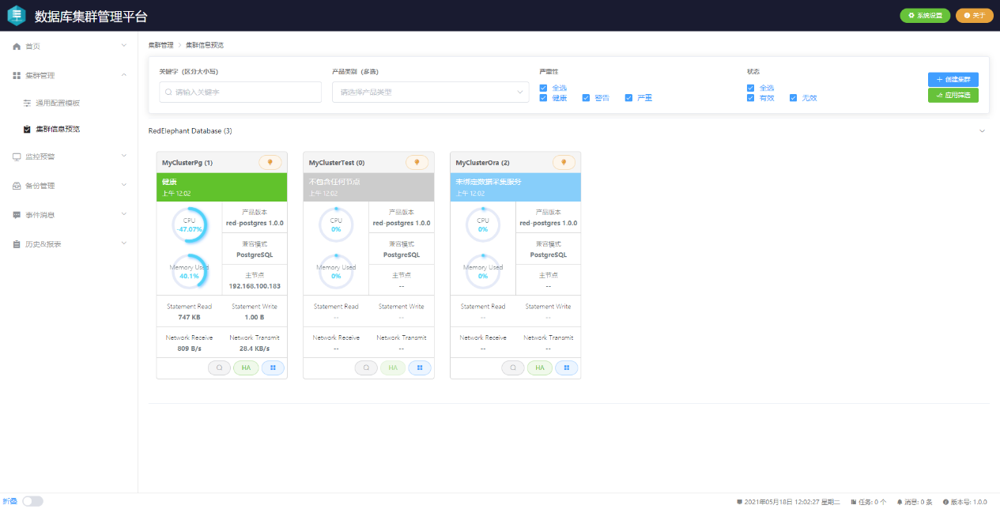 数据库集群管理平台
系统设置
关于
首页
集群管理
通用配置模板
集群信息预览
监控预警
备份管理
事件消息
历史&报表
集群管理 > 集群信息预览
关键字（区分大小写）
请输入关键字
产品类别（多选）
请选择产品类型
严重性
全选
健康 警告 严重
状态
全选
有效 无效
创建集群
应用筛选
RedElephant Database (3)
MyClusterPg (1)
健康
上午 12:02
CPU
-47.07%
Memory Used
40.1%
产品版本
red-postgres 1.0.0
兼容模式
PostgreSQL
主节点
192.168.100.183
Statement Read Statement Write
747 KB 1.00 B
Network Receive Network Transmit
809 B/s 28.4 KB/s
HA
MyClusterTest (0)
不包含任何节点
上午 12:02
CPU
0%
Memory Used
0%
产品版本
red-postgres 1.0.0
兼容模式
PostgreSQL
主节点
--
Statement Read Statement Write
-- --
Network Receive Network Transmit
-- --
HA
MyClusterOra (2)
未绑定数据采集服务
上午 12:02
CPU
0%
Memory Used
0%
产品版本
red-postgres 1.0.0
兼容模式
PostgreSQL
主节点
--
Statement Read Statement Write
-- --
Network Receive Network Transmit
-- --
HA
折叠
2021年05月18日 12:02:27 星期二 任务: 0 个 消息: 0 条 版本号: 1.0.0